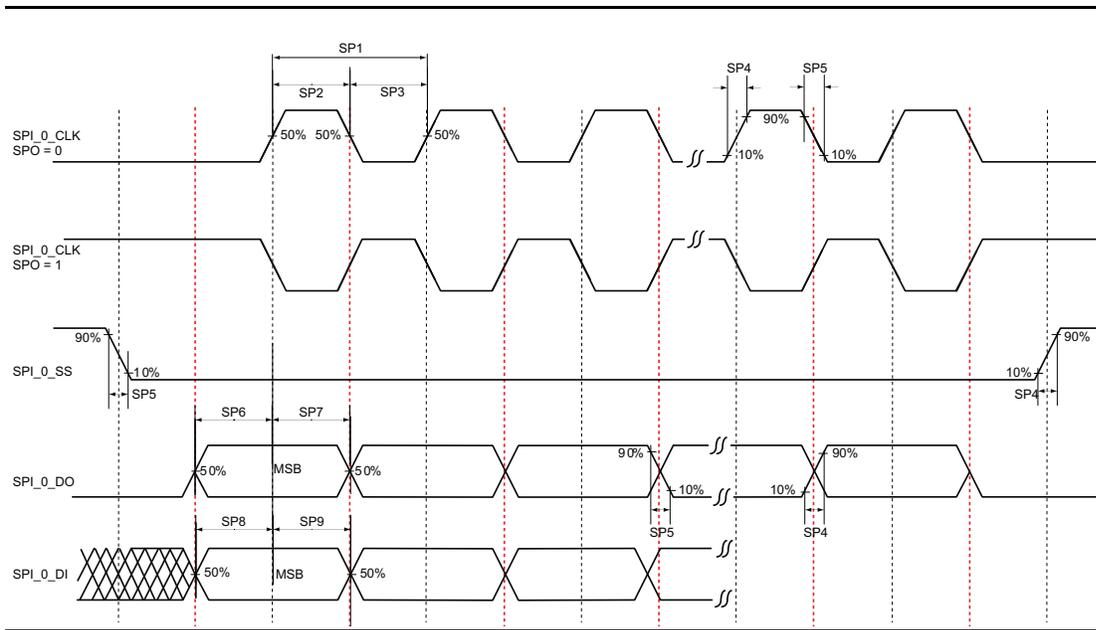 SP1
SP4 SP5
SP2 SP3
SPI_0_CLK
SPO = 0
50% 50% 50% 90%
10% 10%
SPI_0_CLK
SPO = 1
90% 90%
SPI_0_SS 10% 10%
SP5 SP4
SP6 SP7
90% 90%
50% MSB 50%
SPI_0_DO 10% 10%
SP8 SP9 SP5 SP4
SPI_0_DI 50% MSB 50%